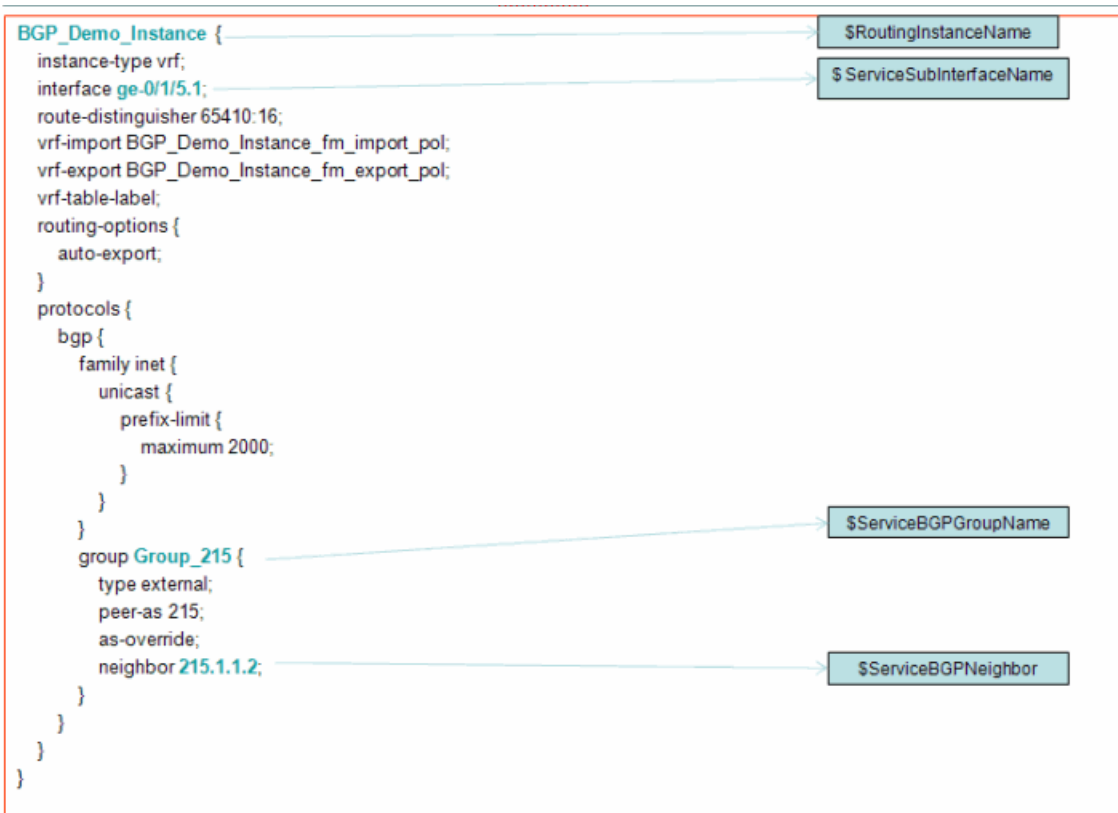 BGP_Demo_Instance { $RoutingInstanceName
instance-type vrf;
interface ge-0/1/5.1; $ ServiceSubInterfaceName
route-distinguisher 65410:16;
vrf-import BGP_Demo_Instance_fm_import_pol;
vrf-export BGP_Demo_Instance_fm_export_pol;
vrf-table-label;
routing-options {
auto-export;
}
protocols {
bgp {
family inet {
unicast {
prefix-limit {
maximum 2000;
}
}
}
$ServiceBGPGroupName
group Group_215 {
type external;
peer-as 215;
as-override;
neighbor 215.1.1.2; $ServiceBGPNeighbor
}
}
}
}